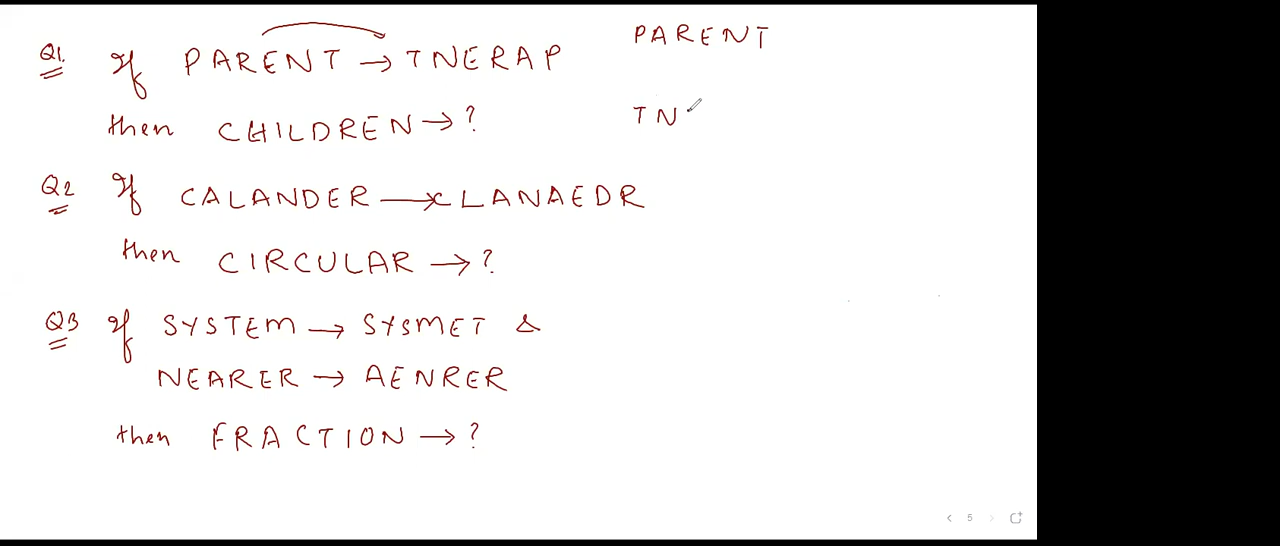 Q1. If PARENT → TNERAP
then CHILDREN → ?
Q2 If CALANDER → CLANAEDR
then CIRCULAR → ?
Q3 If SYSTEM → SYSMET &
NEARER → AENRER
then FRACTION → ?
PARENT
TN
5